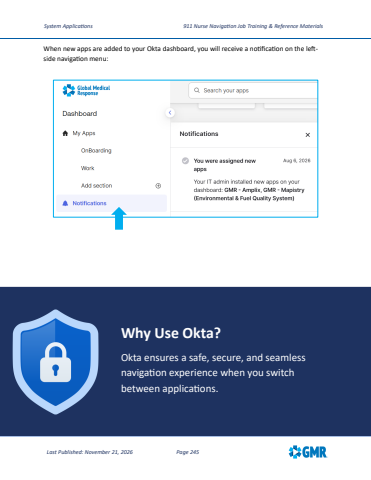 System Applications
911 Nurse Navigation Job Training & Reference Materials
When new apps are added to your Okta dashboard, you will receive a notification on the left-
side navigation menu:
Global Medical
Response
Search your apps
Dashboard
My Apps
OnBoarding
Work
Add section
Notifications
Notifications
You were assigned new
apps
Aug 6, 2026
Your IT admin installed new apps on your
dashboard: GMR - Amplix, GMR - Mapistry
(Environmental & Fuel Quality System)
Why Use Okta?
Okta ensures a safe, secure, and seamless
navigation experience when you switch
between applications.
Last Published: November 21, 2026
Page 245
GMR